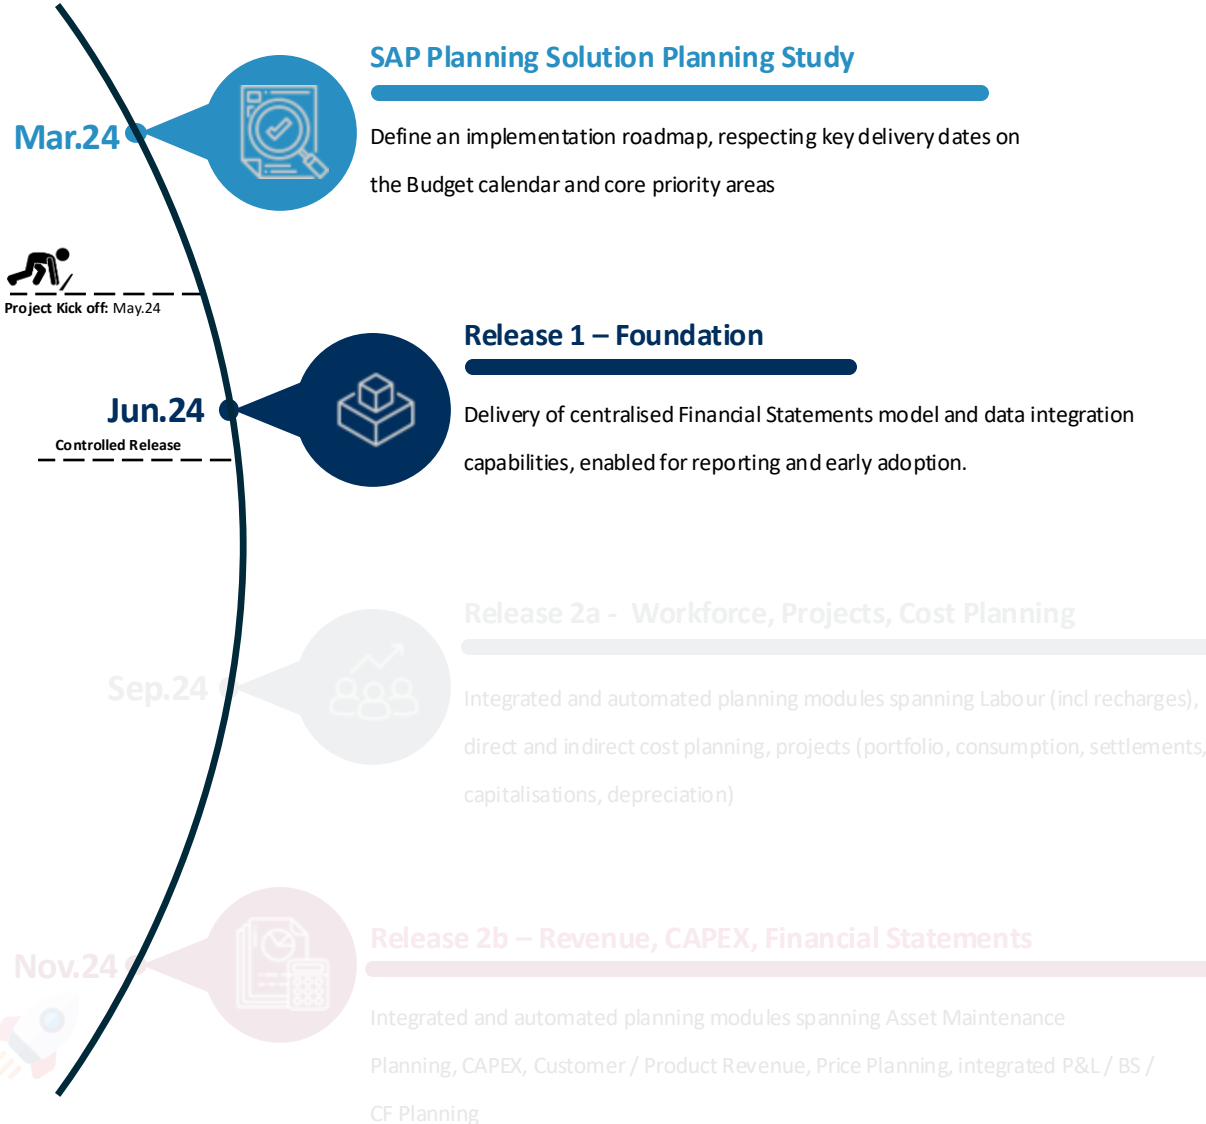 SAP Planning Solution Planning Study
Mar.24
Define an implementation roadmap, respecting key delivery dates on
the Budget calendar and core priority areas
Project Kick off: May.24
Release 1 – Foundation
Jun.24
Controlled Release
Delivery of centralised Financial Statements model and data integration
capabilities, enabled for reporting and early adoption.
Release 2a - Workforce, Projects, Cost Planning
Sep.24
Integrated and automated planning modules spanning Labour (incl recharges),
direct and indirect cost planning, projects (portfolio, consumption, settlements,
capitalisations, depreciation)
Release 2b – Revenue, CAPEX, Financial Statements
Nov.24
Integrated and automated planning modules spanning Asset Maintenance
Planning, CAPEX, Customer / Product Revenue, Price Planning, integrated P&L / BS /
CF Planning